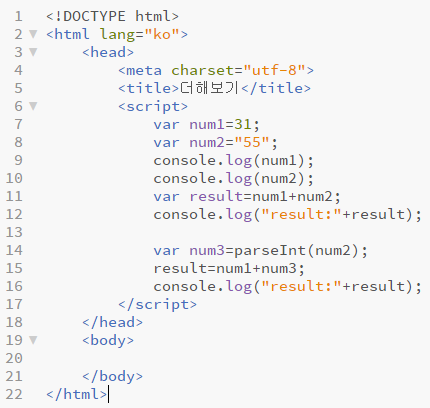 1 <!DOCTYPE html>
2 <html lang="ko">
3     <head>
4         <meta charset="utf-8">
5         <title>더해보기</title>
6         <script>
7             var num1=31;
8             var num2="55";
9             console.log(num1);
10             console.log(num2);
11             var result=num1+num2;
12             console.log("result:"+result);
13
14             var num3=parseInt(num2);
15             result=num1+num3;
16             console.log("result:"+result);
17         </script>
18     </head>
19     <body>
20
21     </body>
22 </html>